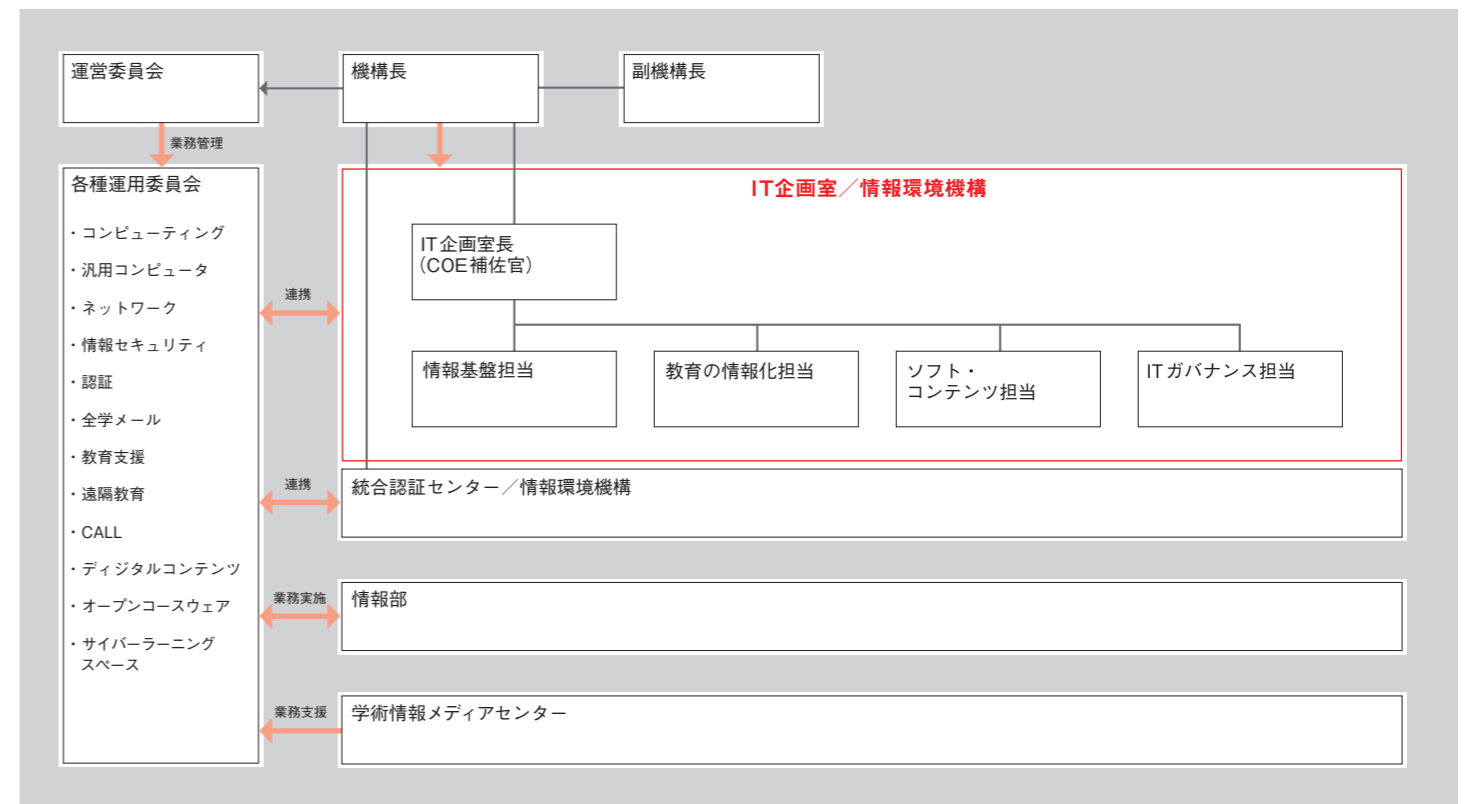 運営委員会
機構長
副機構長
業務管理
各種運用委員会
・コンピューティング
・汎用コンピュータ
・ネットワーク
・情報セキュリティ
・認証
・全学メール
・教育支援
・遠隔教育
・CALL
・ディジタルコンテンツ
・オープンコースウェア
・サイバーラーニング
スペース
連携
IT企画室／情報環境機構
IT企画室長
（COE補佐官）
情報基盤担当
教育の情報化担当
ソフト・
コンテンツ担当
ITガバナンス担当
連携
統合認証センター／情報環境機構
業務実施
情報部
業務支援
学術情報メディアセンター